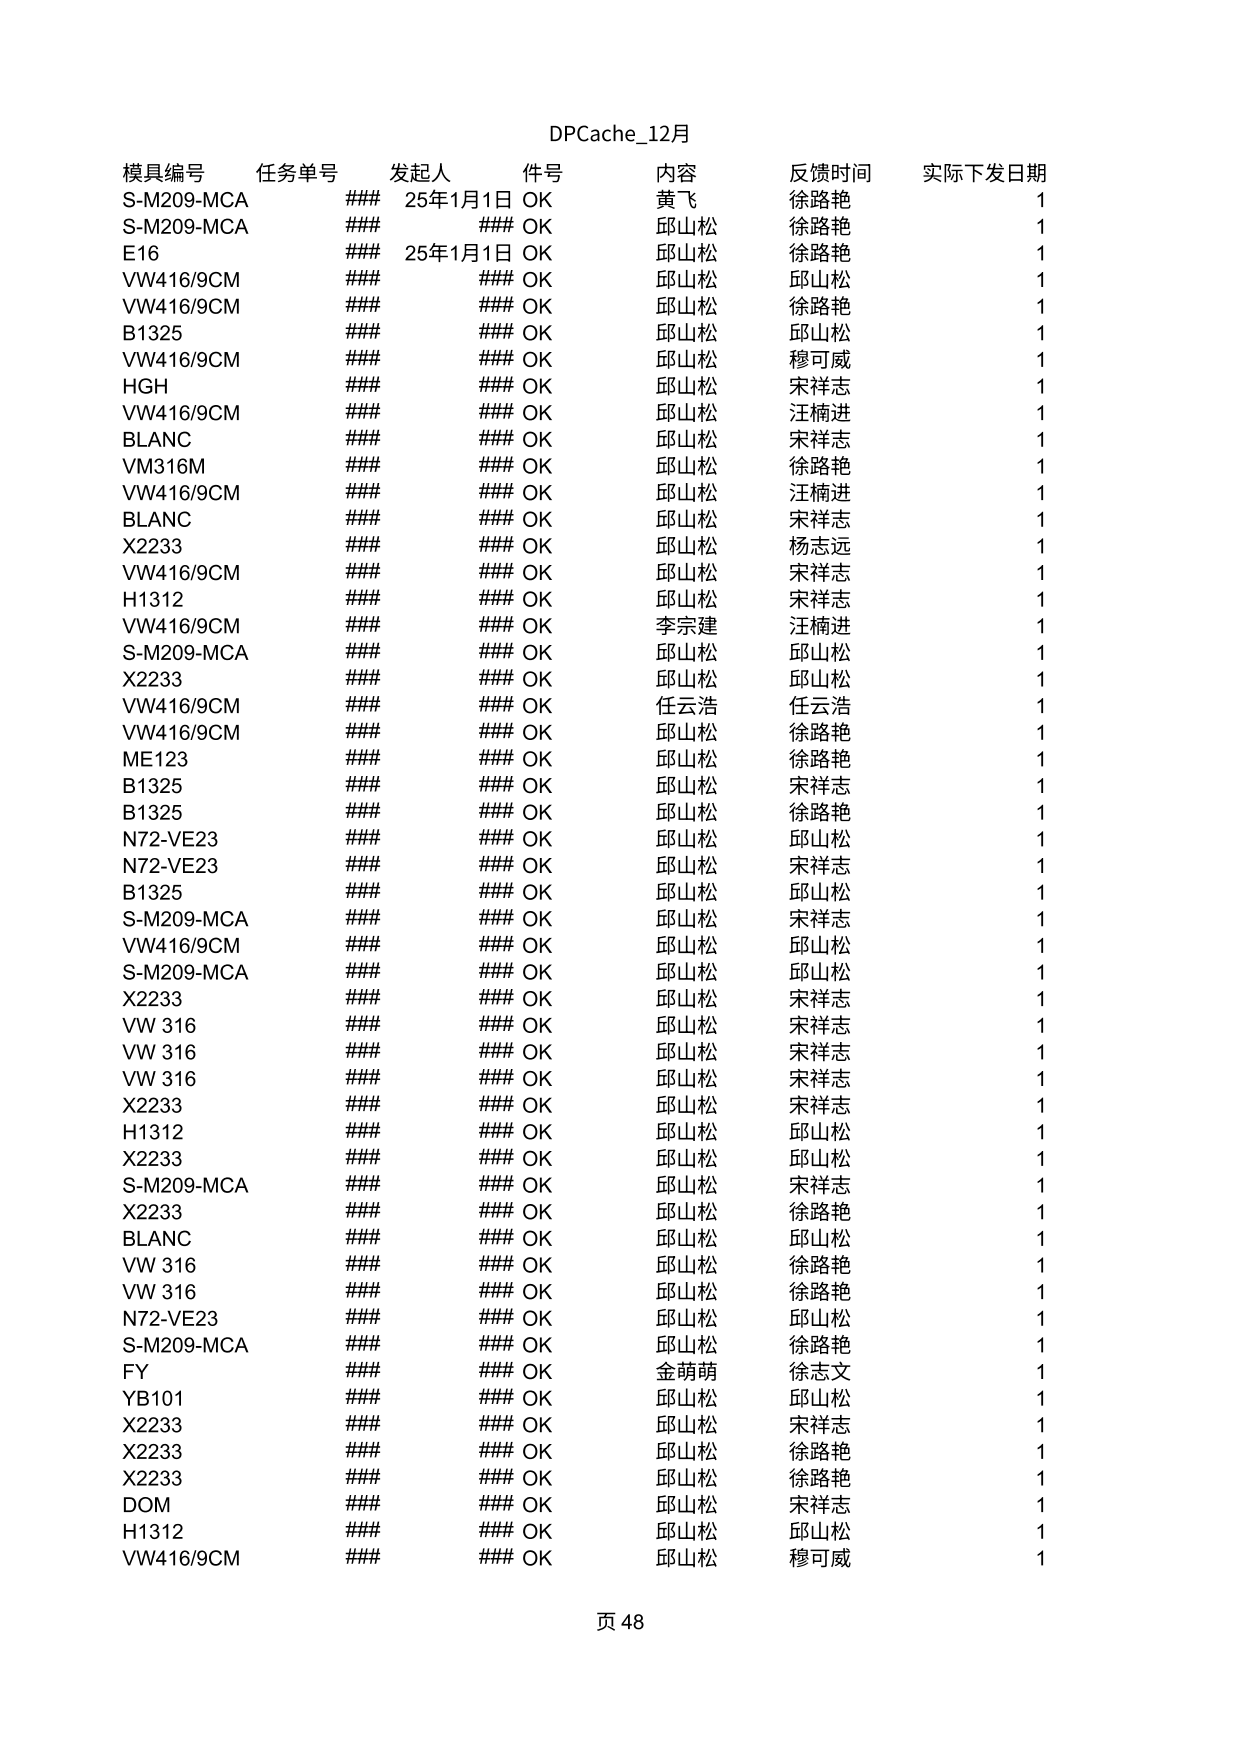 DPCache_12月
模具编号 任务单号 发起人 件号 内容 反馈时间 实际下发日期
S-M209-MCA ### 25年1月1日 OK 黄飞 徐路艳 1
S-M209-MCA ### ### OK 邱山松 徐路艳 1
E16 ### 25年1月1日 OK 邱山松 徐路艳 1
VW416/9CM ### ### OK 邱山松 邱山松 1
VW416/9CM ### ### OK 邱山松 徐路艳 1
B1325 ### ### OK 邱山松 邱山松 1
VW416/9CM ### ### OK 邱山松 穆可威 1
HGH ### ### OK 邱山松 宋祥志 1
VW416/9CM ### ### OK 邱山松 汪楠进 1
BLANC ### ### OK 邱山松 宋祥志 1
VM316M ### ### OK 邱山松 徐路艳 1
VW416/9CM ### ### OK 邱山松 汪楠进 1
BLANC ### ### OK 邱山松 宋祥志 1
X2233 ### ### OK 邱山松 杨志远 1
VW416/9CM ### ### OK 邱山松 宋祥志 1
H1312 ### ### OK 邱山松 宋祥志 1
VW416/9CM ### ### OK 李宗建 汪楠进 1
S-M209-MCA ### ### OK 邱山松 邱山松 1
X2233 ### ### OK 邱山松 邱山松 1
VW416/9CM ### ### OK 任云浩 任云浩 1
VW416/9CM ### ### OK 邱山松 徐路艳 1
ME123 ### ### OK 邱山松 徐路艳 1
B1325 ### ### OK 邱山松 宋祥志 1
B1325 ### ### OK 邱山松 徐路艳 1
N72-VE23 ### ### OK 邱山松 邱山松 1
N72-VE23 ### ### OK 邱山松 宋祥志 1
B1325 ### ### OK 邱山松 邱山松 1
S-M209-MCA ### ### OK 邱山松 宋祥志 1
VW416/9CM ### ### OK 邱山松 邱山松 1
S-M209-MCA ### ### OK 邱山松 邱山松 1
X2233 ### ### OK 邱山松 宋祥志 1
VW 316 ### ### OK 邱山松 宋祥志 1
VW 316 ### ### OK 邱山松 宋祥志 1
VW 316 ### ### OK 邱山松 宋祥志 1
X2233 ### ### OK 邱山松 宋祥志 1
H1312 ### ### OK 邱山松 邱山松 1
X2233 ### ### OK 邱山松 邱山松 1
S-M209-MCA ### ### OK 邱山松 宋祥志 1
X2233 ### ### OK 邱山松 徐路艳 1
BLANC ### ### OK 邱山松 邱山松 1
VW 316 ### ### OK 邱山松 徐路艳 1
VW 316 ### ### OK 邱山松 徐路艳 1
N72-VE23 ### ### OK 邱山松 邱山松 1
S-M209-MCA ### ### OK 邱山松 徐路艳 1
FY ### ### OK 金萌萌 徐志文 1
YB101 ### ### OK 邱山松 邱山松 1
X2233 ### ### OK 邱山松 宋祥志 1
X2233 ### ### OK 邱山松 徐路艳 1
X2233 ### ### OK 邱山松 徐路艳 1
DOM ### ### OK 邱山松 宋祥志 1
H1312 ### ### OK 邱山松 邱山松 1
VW416/9CM ### ### OK 邱山松 穆可威 1
页 48